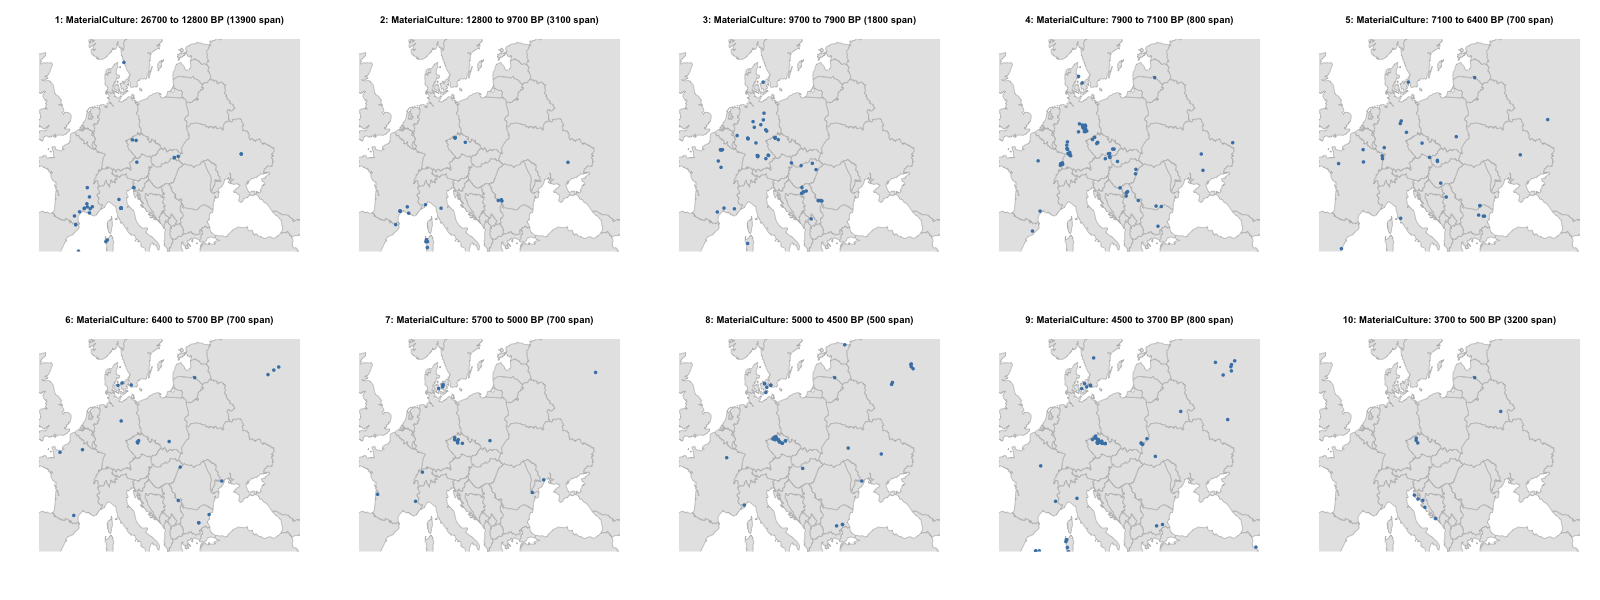 1: MaterialCulture: 26700 to 12800 BP (13900 span)
2: MaterialCulture: 12800 to 9700 BP (3100 span)
3: MaterialCulture: 9700 to 7900 BP (1800 span)
4: MaterialCulture: 7900 to 7100 BP (800 span)
5: MaterialCulture: 7100 to 6400 BP (700 span)
6: MaterialCulture: 6400 to 5700 BP (700 span)
7: MaterialCulture: 5700 to 5000 BP (700 span)
8: MaterialCulture: 5000 to 4500 BP (500 span)
9: MaterialCulture: 4500 to 3700 BP (800 span)
10: MaterialCulture: 3700 to 500 BP (3200 span)